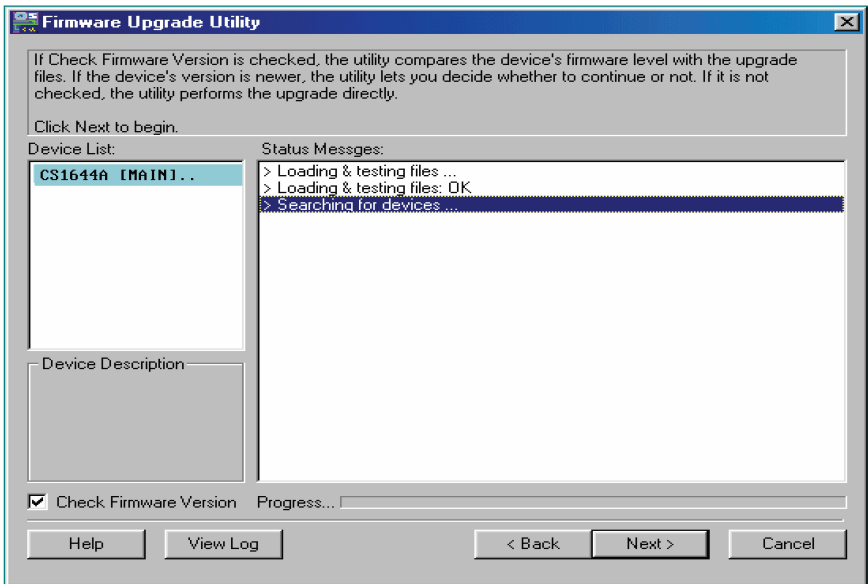 Firmware Upgrade Utility
If Check Firmware Version is checked, the utility compares the device's firmware level with the upgrade
files. If the device's version is newer, the utility lets you decide whether to continue or not. If it is not
checked, the utility performs the upgrade directly.
Click Next to begin.
Device List:
CS1644A [MAIN]..
Status Messges:
> Loading & testing files ...
> Loading & testing files: OK
> Searching for devices ...
Device Description
Check Firmware Version
Progress...
Help
View Log
< Back
Next >
Cancel